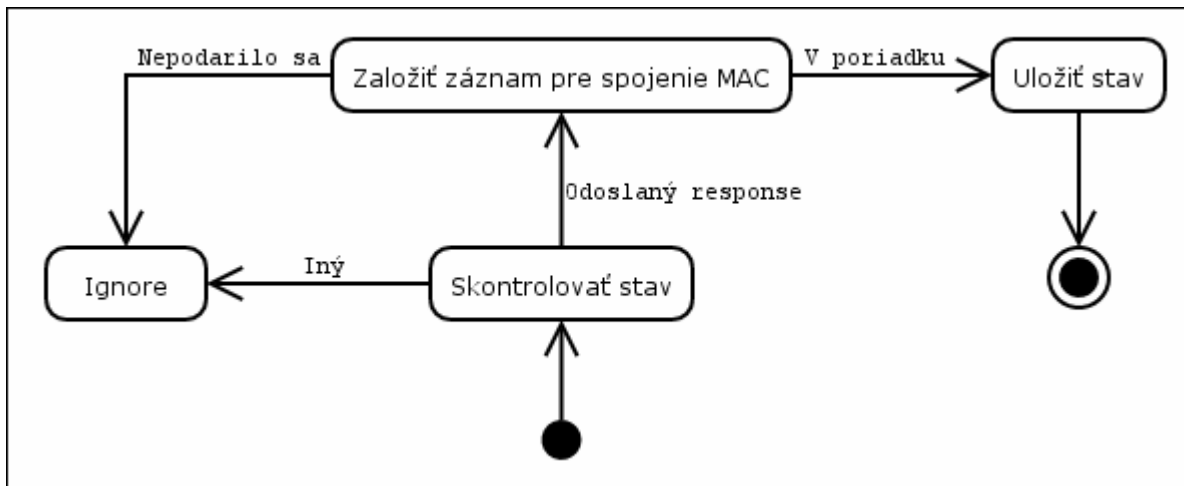 Nepodarilo sa
Založiť záznam pre spojenie MAC
V poriadku
Uložiť stav
Odoslaný response
Ignore
Iný
Skontrolovať stav